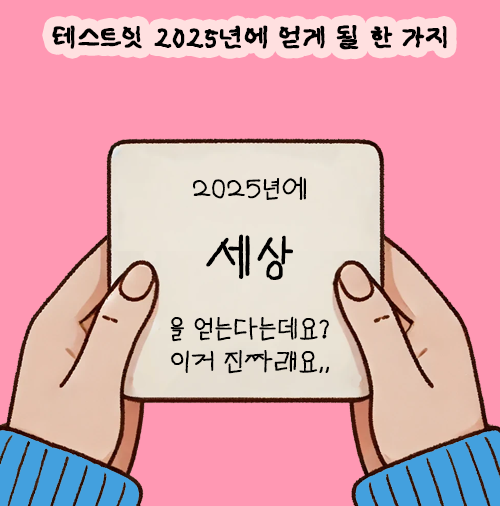 테스트잇 2025년에 얻게 될 한 가지
2025년에
세상
을 얻는다는데요?
이거 진짜래요,,